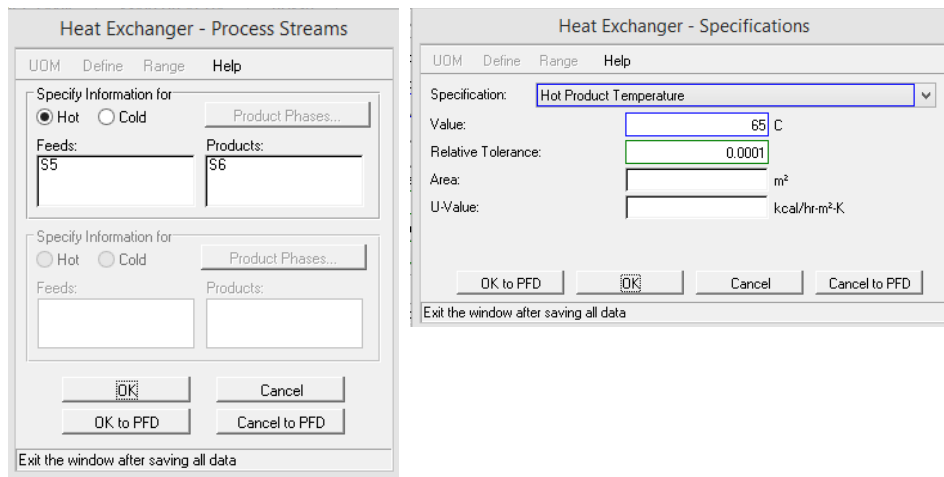 Heat Exchanger - Process Streams
UOM Define Range Help
Specify Information for
Hot Cold Product Phases...
Feeds: Products:
S5 S6
Specify Information for
Hot Cold Product Phases...
Feeds: Products:
OK Cancel
OK to PFD Cancel to PFD
Exit the window after saving all data
Heat Exchanger - Specifications
UOM Define Range Help
Specification: Hot Product Temperature
Value: 65 C
Relative Tolerance: 0.0001
Area: m²
U-Value: kcal/hr-m²-K
OK to PFD OK Cancel Cancel to PFD
Exit the window after saving all data